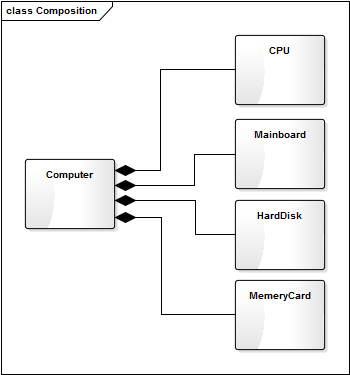 class Composition
CPU
Mainboard
Computer
HardDisk
MemeryCard